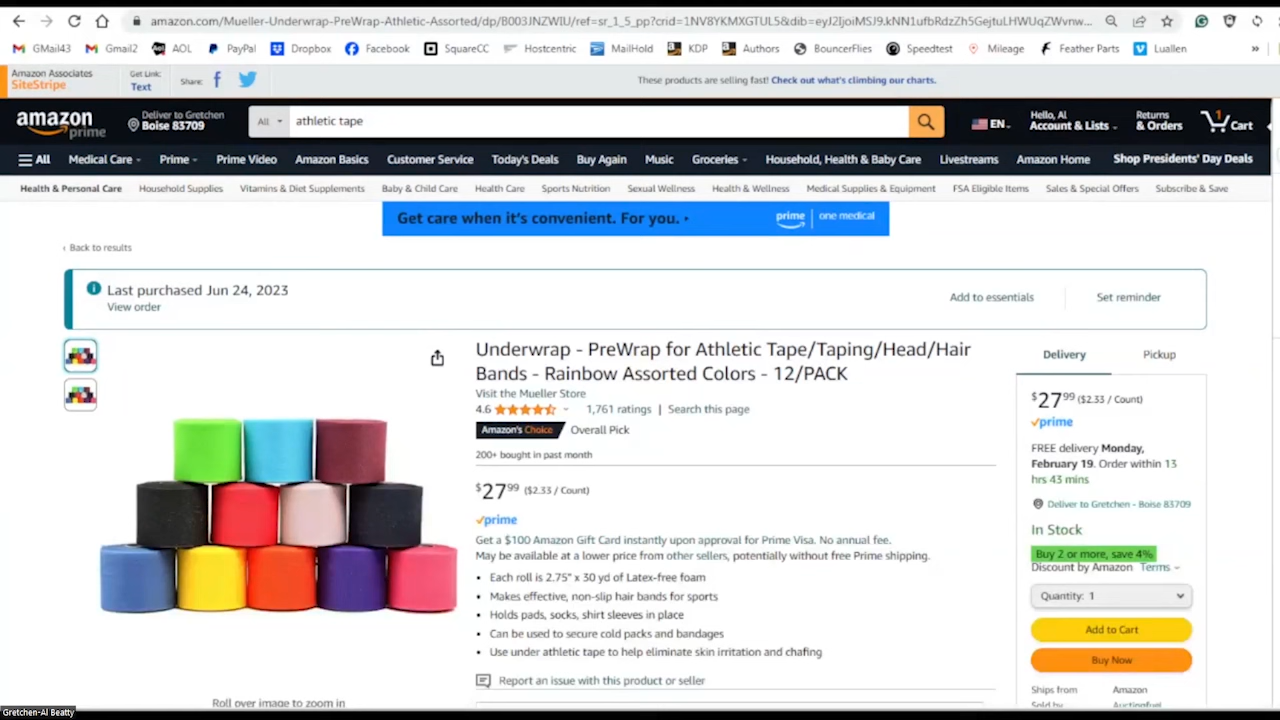 amazon.com/Mueller-Underwrap-PreWrap-Athletic-Assorted/dp/B003JNZWIU/ref=sr_1_5_pp?crid=1NV8YKMXGTUL5&dib=eyJ2IjoiMSJ9.kNN1ufbRdzZh5GejtuLHWUqZWvnw...
GMail43 Gmail2 AOL PayPal Dropbox Facebook SquareCC Hostcentric MailHold KDP Authors BouncerFlies Speedtest Mileage Feather Parts Luallen »
Amazon Associates
SiteStripe
Get Link:
Text
Share:
These products are selling fast! Check out what's climbing our charts.
amazon prime
Deliver to Gretchen
Boise 83709
All athletic tape
EN
Hello, Al
Account & Lists
Returns
& Orders
1 Cart
All Medical Care Prime Prime Video Amazon Basics Customer Service Today's Deals Buy Again Music Groceries Household, Health & Baby Care Livestreams Amazon Home Shop Presidents' Day Deals
Health & Personal Care Household Supplies Vitamins & Diet Supplements Baby & Child Care Health Care Sports Nutrition Sexual Wellness Health & Wellness Medical Supplies & Equipment FSA Eligible Items Sales & Special Offers Subscribe & Save
Get care when it's convenient. For you. prime | one medical
‹ Back to results
Last purchased Jun 24, 2023
View order
Add to essentials Set reminder
Underwrap - PreWrap for Athletic Tape/Taping/Head/Hair
Bands - Rainbow Assorted Colors - 12/PACK
Visit the Mueller Store
4.6 1,761 ratings | Search this page
Amazon's Choice Overall Pick
200+ bought in past month
$27⁹⁹ ($2.33 / Count)
prime
Get a $100 Amazon Gift Card instantly upon approval for Prime Visa. No annual fee.
May be available at a lower price from other sellers, potentially without free Prime shipping.
• Each roll is 2.75" x 30 yd of Latex-free foam
• Makes effective, non-slip hair bands for sports
• Holds pads, socks, shirt sleeves in place
• Can be used to secure cold packs and bandages
• Use under athletic tape to help eliminate skin irritation and chafing
Report an issue with this product or seller
Roll over image to zoom in
Delivery Pickup
$27⁹⁹ ($2.33 / Count)
prime
FREE delivery Monday,
February 19. Order within 13
hrs 43 mins
Deliver to Gretchen - Boise 83709
In Stock
Buy 2 or more, save 4%
Discount by Amazon Terms
Quantity: 1
Add to Cart
Buy Now
Ships from Amazon
Sold by Auctionfuel
Gretchen-Al Beatty